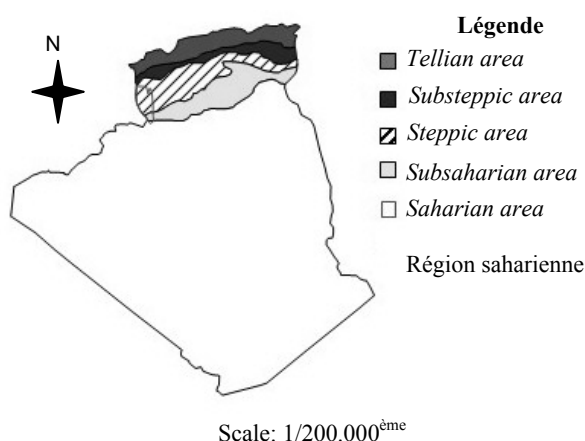 N
Légende
Tellian area
Substeppic area
Steppic area
Subsaharian area
Saharian area
Région saharienne
Scale: 1/200.000ème